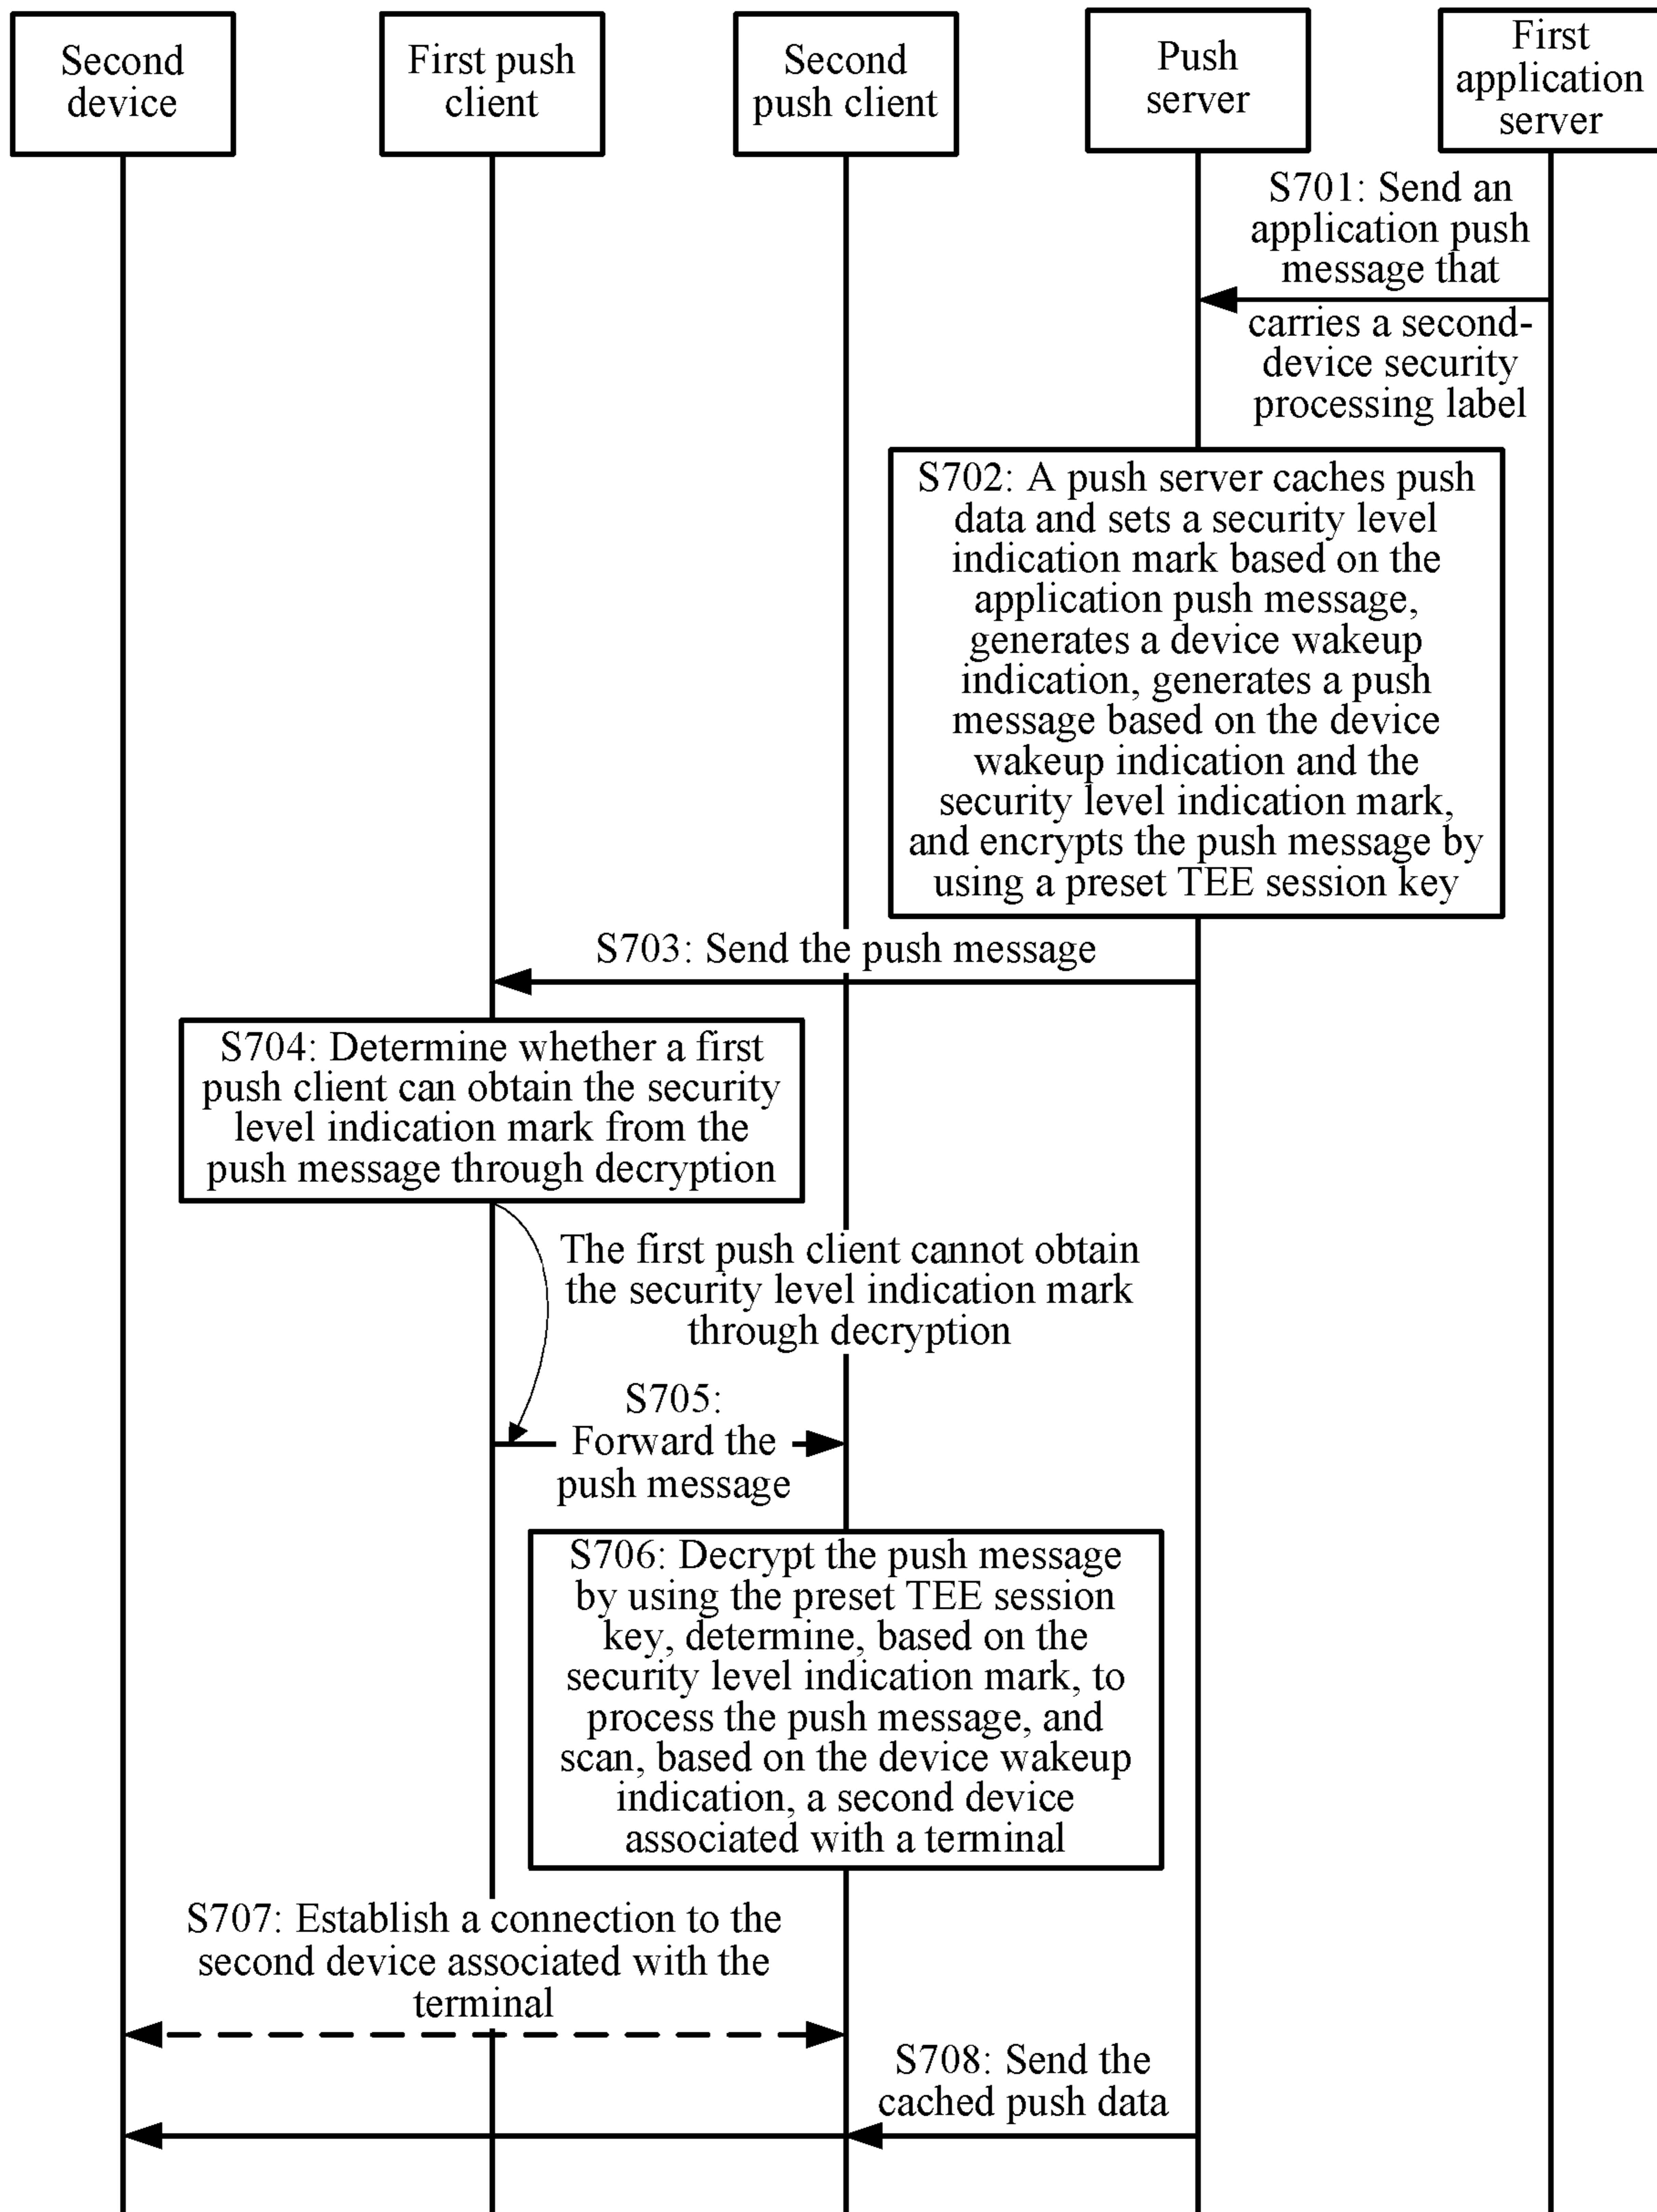 Second
device
First push
client
Second
push client
Push
server
First
application
server
S701: Send an
application push
message that
carries a second-
device security
processing label
S702: A push server caches push
data and sets a security level
indication mark based on the
application push message,
generates a device wakeup
indication, generates a push
message based on the device
wakeup indication and the
security level indication mark,
and encrypts the push message by
using a preset TEE session key
S703: Send the push message
S704: Determine whether a first
push client can obtain the security
level indication mark from the
push message through decryption
The first push client cannot obtain
the security level indication mark
through decryption
S705:
Forward the
push message
S706: Decrypt the push message
by using the preset TEE session
key, determine, based on the
security level indication mark, to
process the push message, and
scan, based on the device wakeup
indication, a second device
associated with a terminal
S707: Establish a connection to the
second device associated with the
terminal
S708: Send the
cached push data